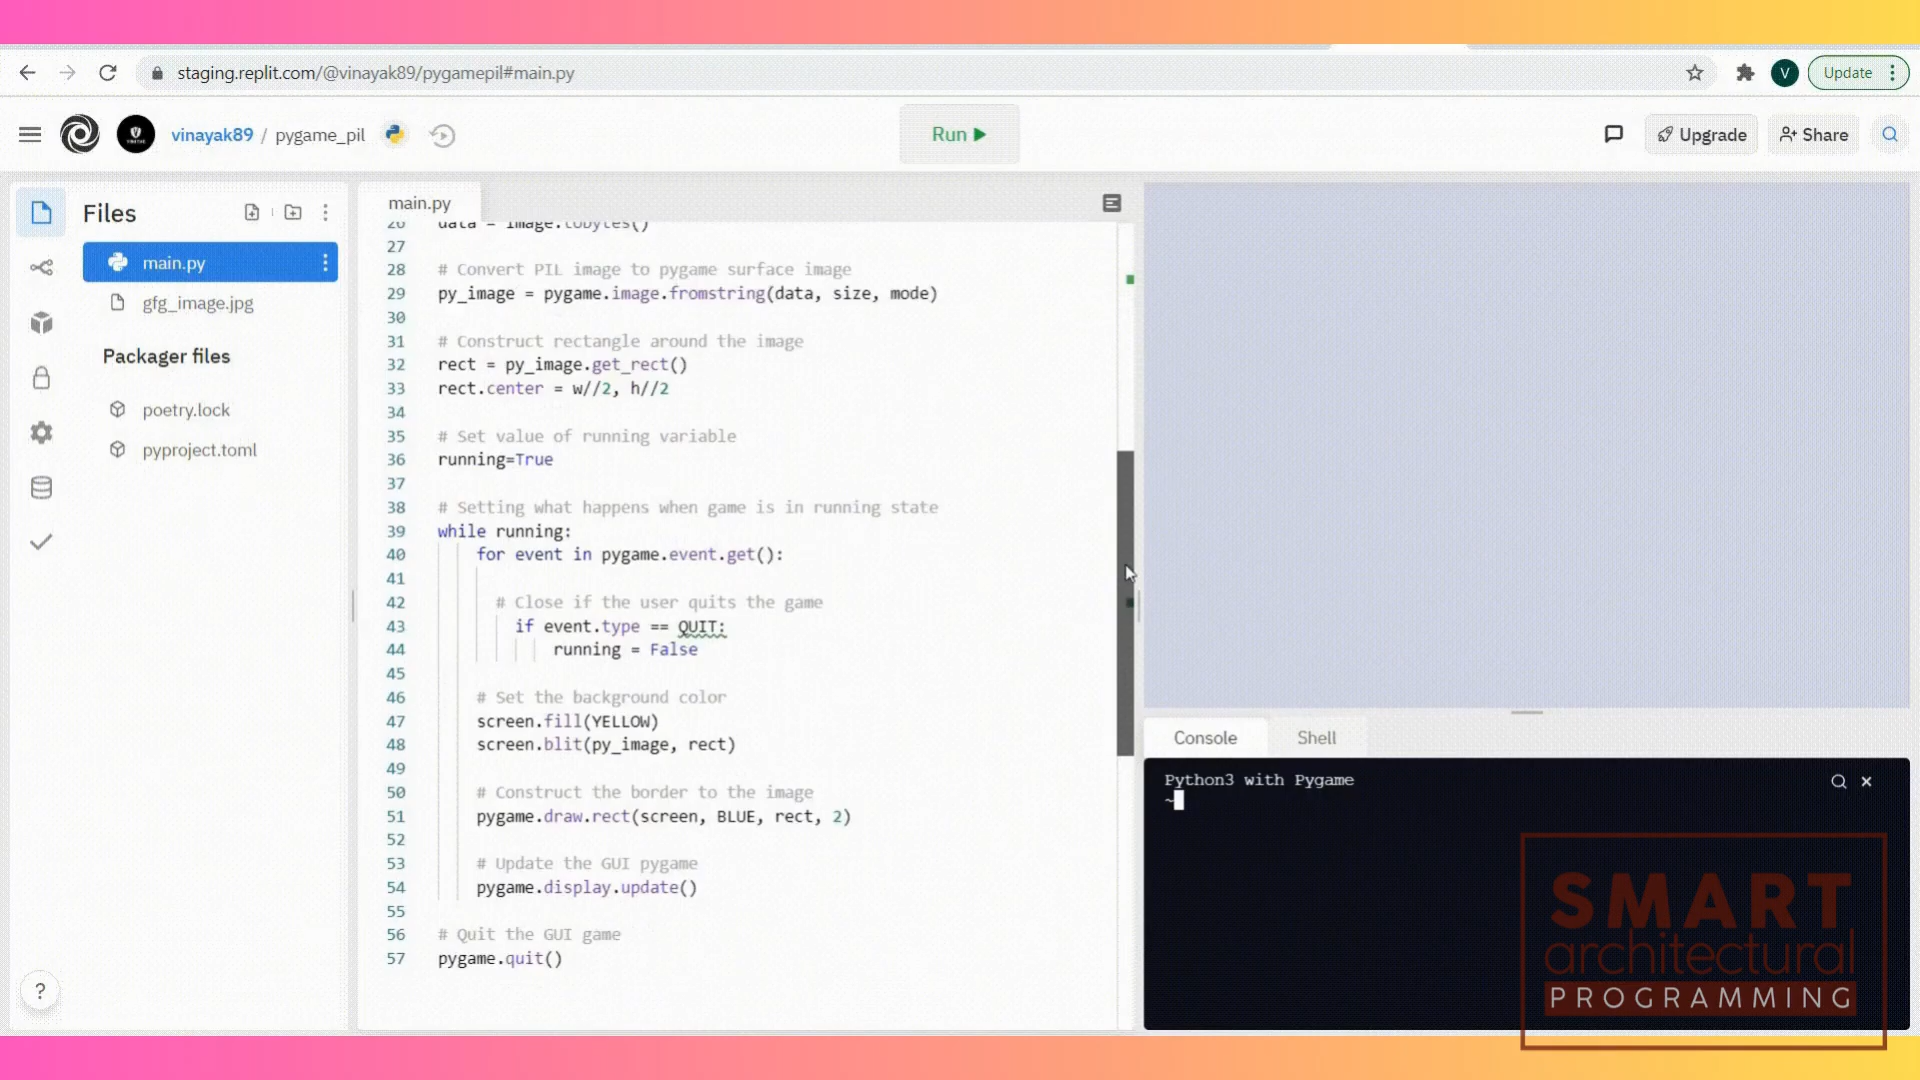 staging.replit.com/@vinayak89/pygamepil#main.py
V
Update
vinayak89 / pygame_pil
Run
Upgrade
Share
Files
main.py
gfg_image.jpg
Packager files
poetry.lock
pyproject.toml
?
main.py
26 data = image.tobytes()
27
28 # Convert PIL image to pygame surface image
29 py_image = pygame.image.fromstring(data, size, mode)
30
31 # Construct rectangle around the image
32 rect = py_image.get_rect()
33 rect.center = w//2, h//2
34
35 # Set value of running variable
36 running=True
37
38 # Setting what happens when game is in running state
39 while running:
40 for event in pygame.event.get():
41
42 # Close if the user quits the game
43 if event.type == QUIT:
44 running = False
45
46 # Set the background color
47 screen.fill(YELLOW)
48 screen.blit(py_image, rect)
49
50 # Construct the border to the image
51 pygame.draw.rect(screen, BLUE, rect, 2)
52
53 # Update the GUI pygame
54 pygame.display.update()
55
56 # Quit the GUI game
57 pygame.quit()
Console
Shell
Python3 with Pygame
~
SMART
architectural
PROGRAMMING